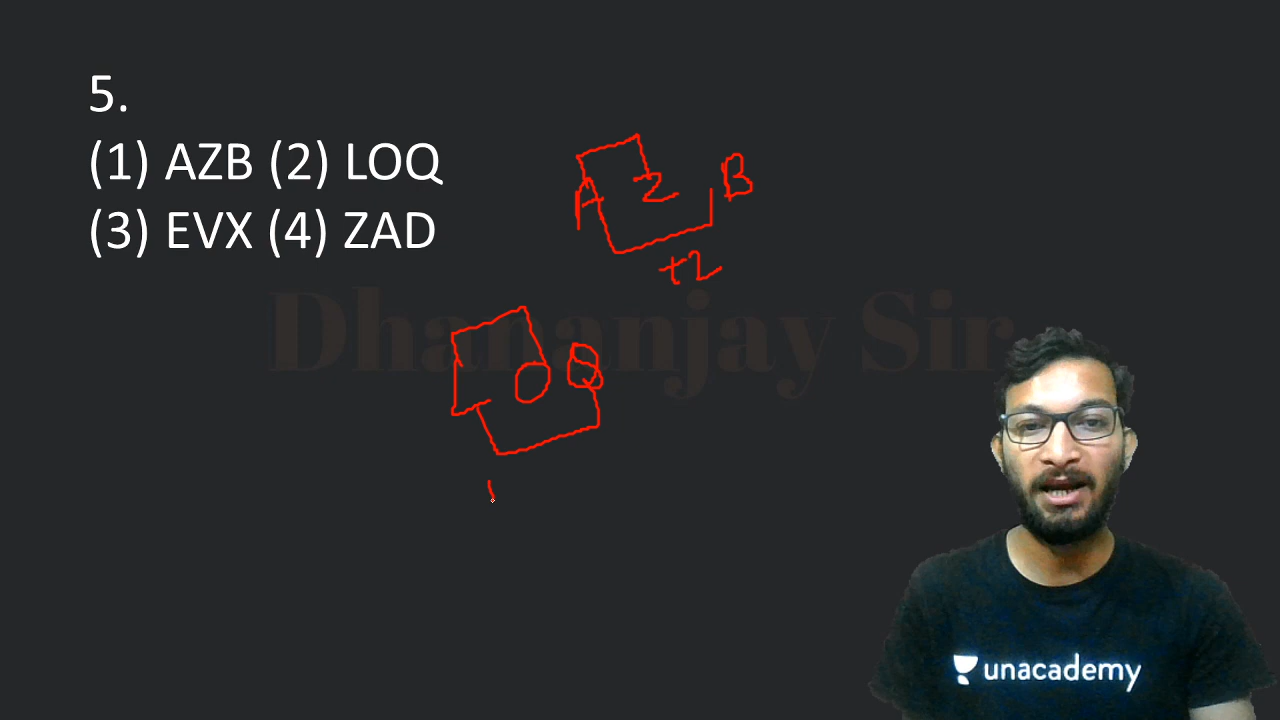 5.
(1) AZB (2) LOQ
(3) EVX (4) ZAD
A Z B
+2
L O Q
Dhananjay Sir
unacademy